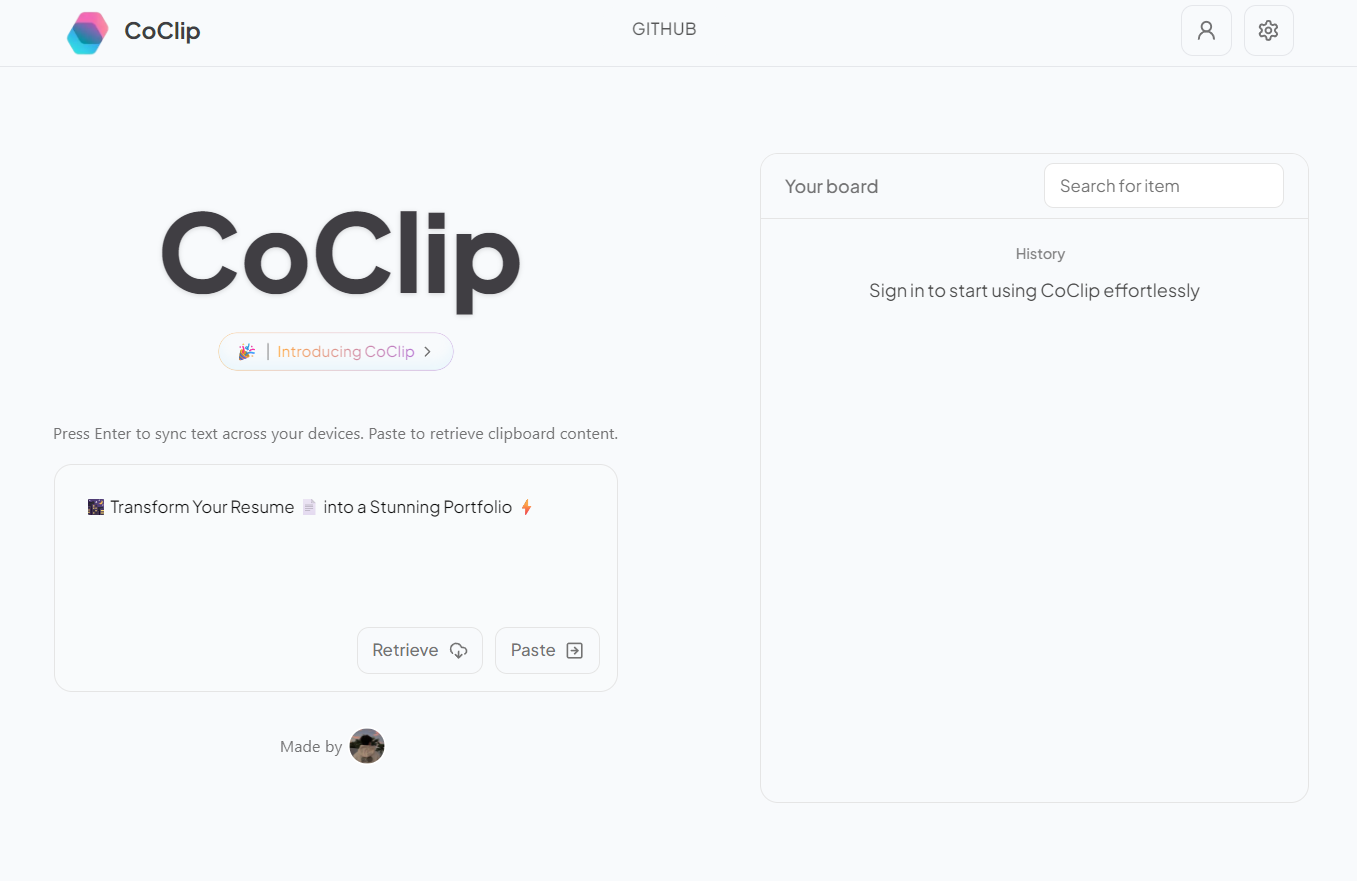 CoClip
GITHUB
CoClip
🎉 | Introducing CoClip
Press Enter to sync text across your devices. Paste to retrieve clipboard content.
🎆 Transform Your Resume 📄 into a Stunning Portfolio ⚡
Retrieve
Paste
Made by
Your board
Search for item
History
Sign in to start using CoClip effortlessly